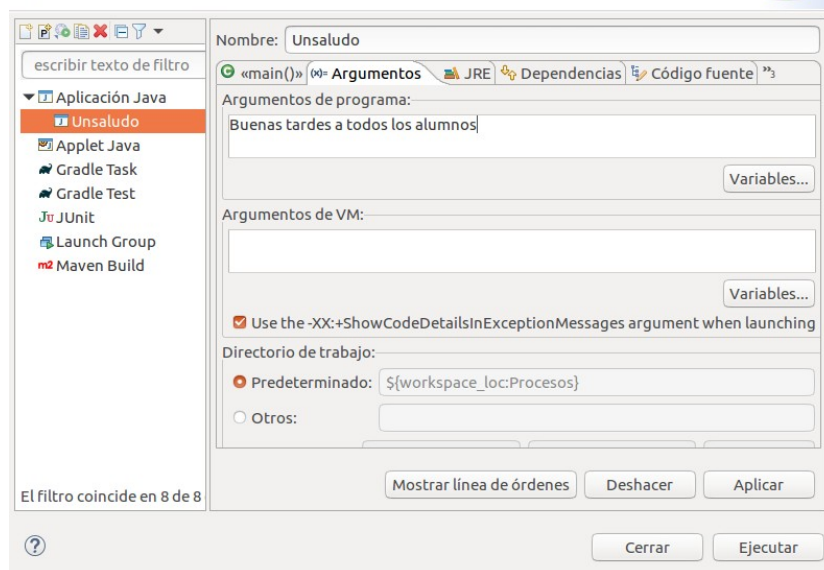 Nombre: Unsaludo
escribir texto de filtro
Aplicación Java
Unsaludo
Applet Java
Gradle Task
Gradle Test
Ju JUnit
Launch Group
m2 Maven Build
El filtro coincide en 8 de 8
«main()» (x)= Argumentos JRE Dependencias Código fuente »3
Argumentos de programa:
Buenas tardes a todos los alumnos
Variables...
Argumentos de VM:
Variables...
Use the -XX:+ShowCodeDetailsInExceptionMessages argument when launching
Directorio de trabajo:
Predeterminado: ${workspace_loc:Procesos}
Otros:
Mostrar línea de órdenes Deshacer Aplicar
Cerrar Ejecutar